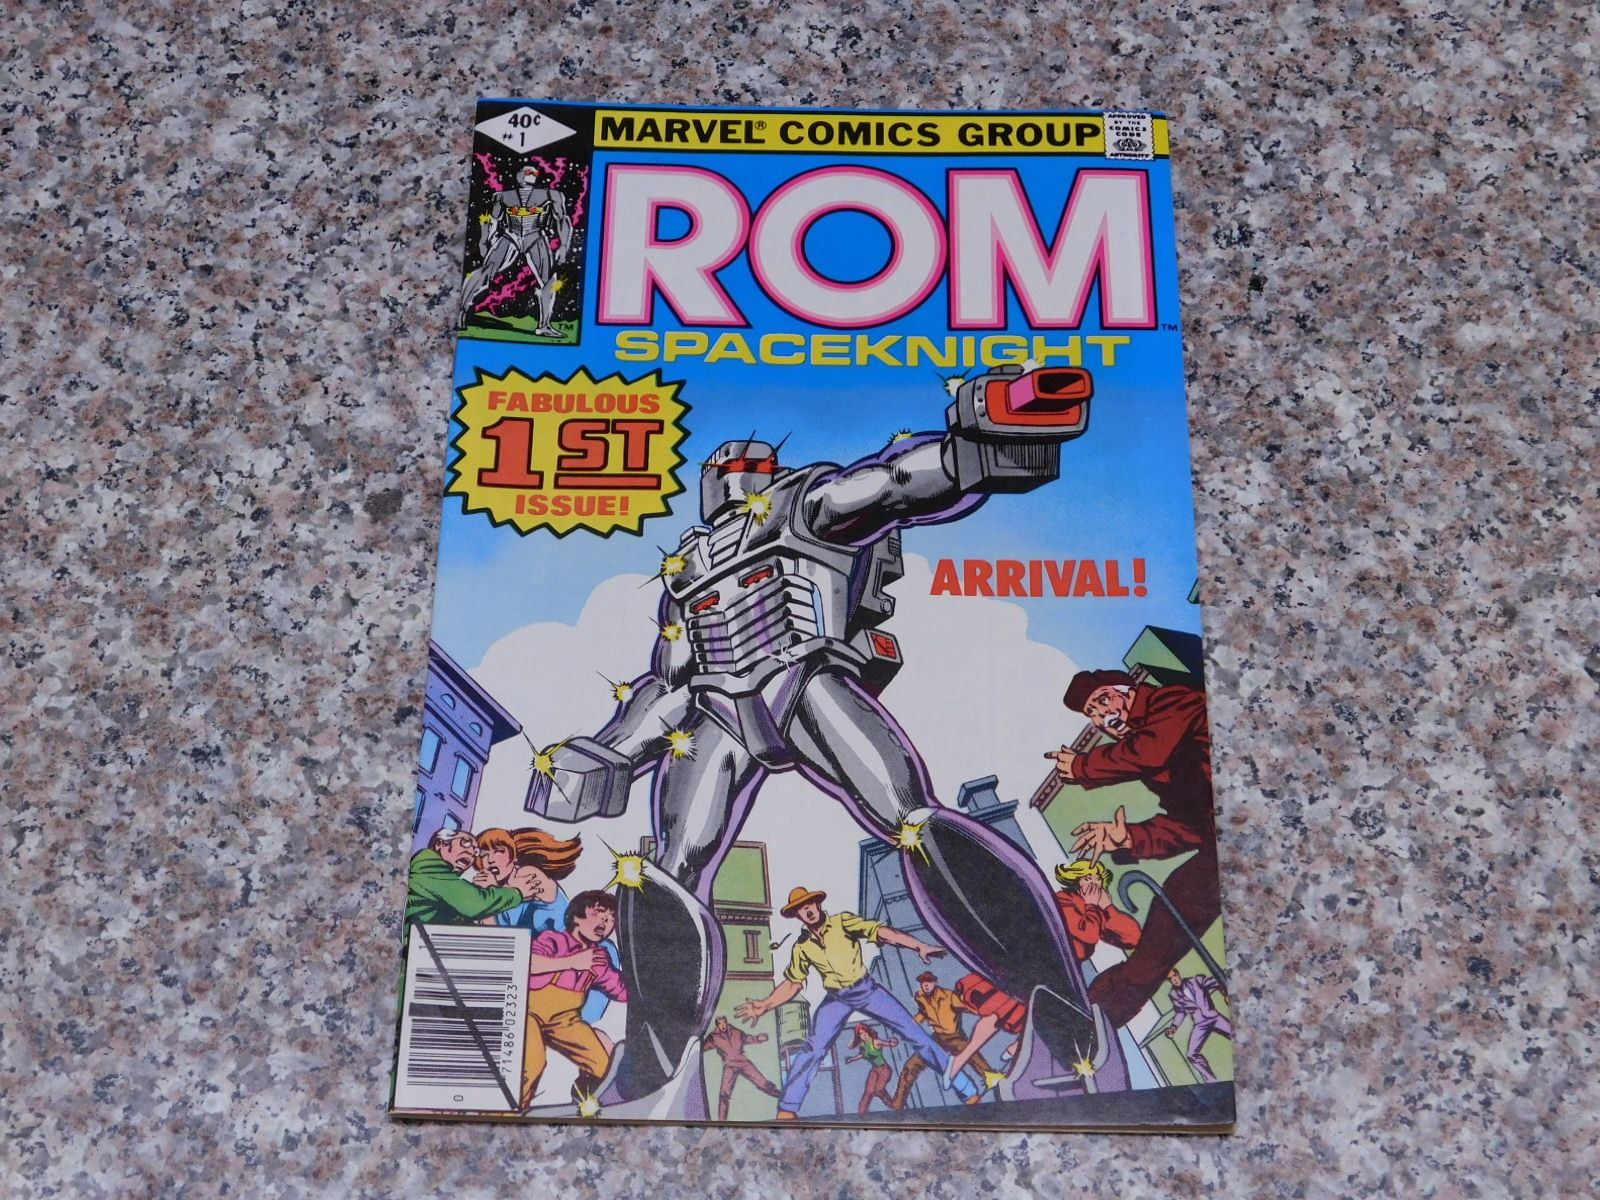 40¢
#1
MARVEL® COMICS GROUP
APPROVED
BY THE
COMICS
CODE
AUTHORITY
ROM
TM
TM
SPACEKNIGHT
FABULOUS
1ST
ISSUE!
ARRIVAL!
71486 02323
0